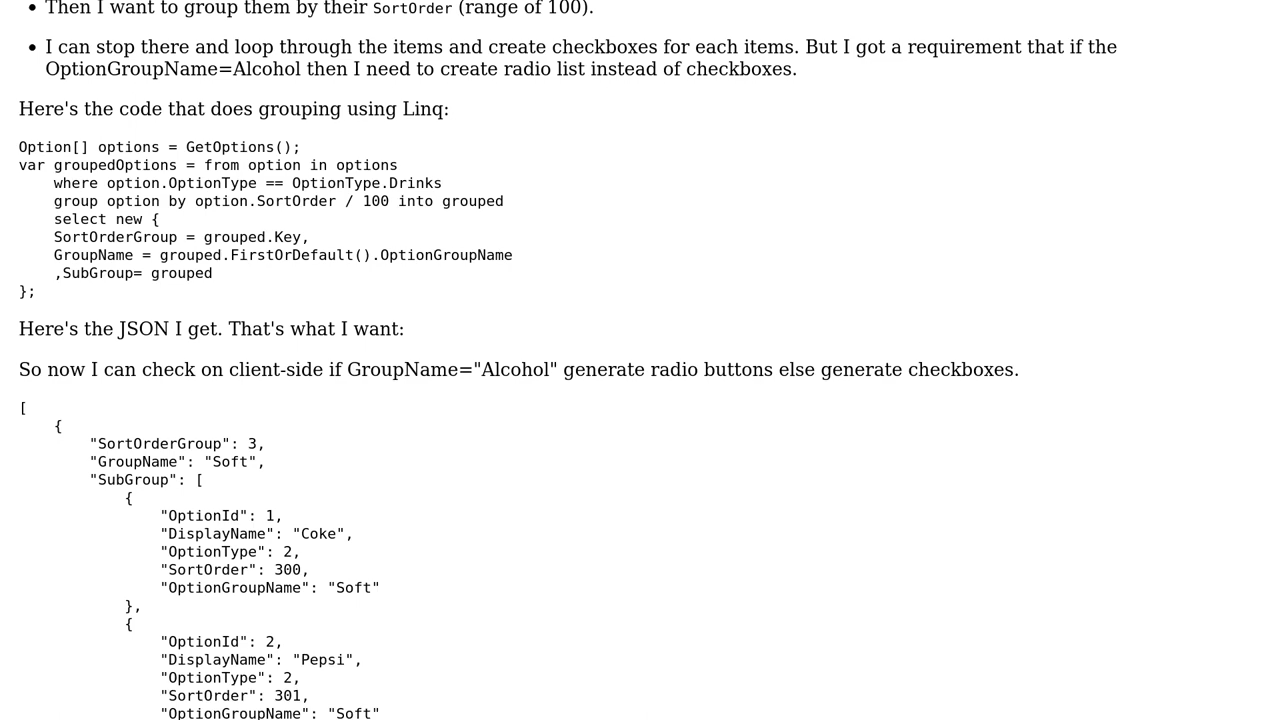 Then I want to group them by their SortOrder (range of 100).
I can stop there and loop through the items and create checkboxes for each items. But I got a requirement that if the
OptionGroupName=Alcohol then I need to create radio list instead of checkboxes.
Here's the code that does grouping using Linq:
Option[] options = GetOptions();
var groupedOptions = from option in options
    where option.OptionType == OptionType.Drinks
    group option by option.SortOrder / 100 into grouped
    select new {
    SortOrderGroup = grouped.Key,
    GroupName = grouped.FirstOrDefault().OptionGroupName
    ,SubGroup= grouped
};
Here's the JSON I get. That's what I want:
So now I can check on client-side if GroupName="Alcohol" generate radio buttons else generate checkboxes.
[
    {
        "SortOrderGroup": 3,
        "GroupName": "Soft",
        "SubGroup": [
            {
                "OptionId": 1,
                "DisplayName": "Coke",
                "OptionType": 2,
                "SortOrder": 300,
                "OptionGroupName": "Soft"
            },
            {
                "OptionId": 2,
                "DisplayName": "Pepsi",
                "OptionType": 2,
                "SortOrder": 301,
                "OptionGroupName": "Soft"